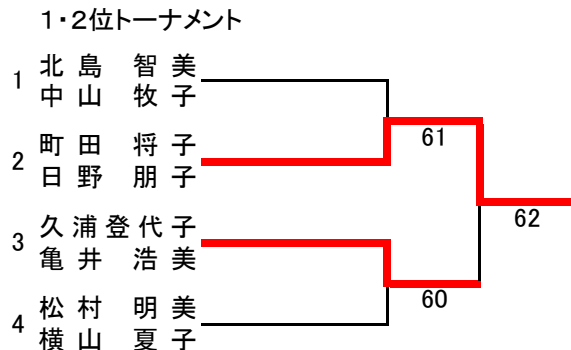 1・2位トーナメント
1 北島 智美
中山 牧子
2 町田 将子
日野 朋子
3 久浦登代子
亀井 浩美
4 松村 明美
横山 夏子
61
62
60